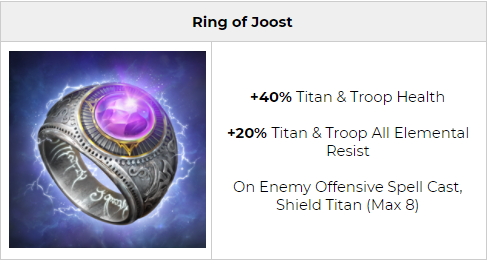 Ring of Joost
+40% Titan & Troop Health
+20% Titan & Troop All Elemental
Resist
On Enemy Offensive Spell Cast,
Shield Titan (Max 8)